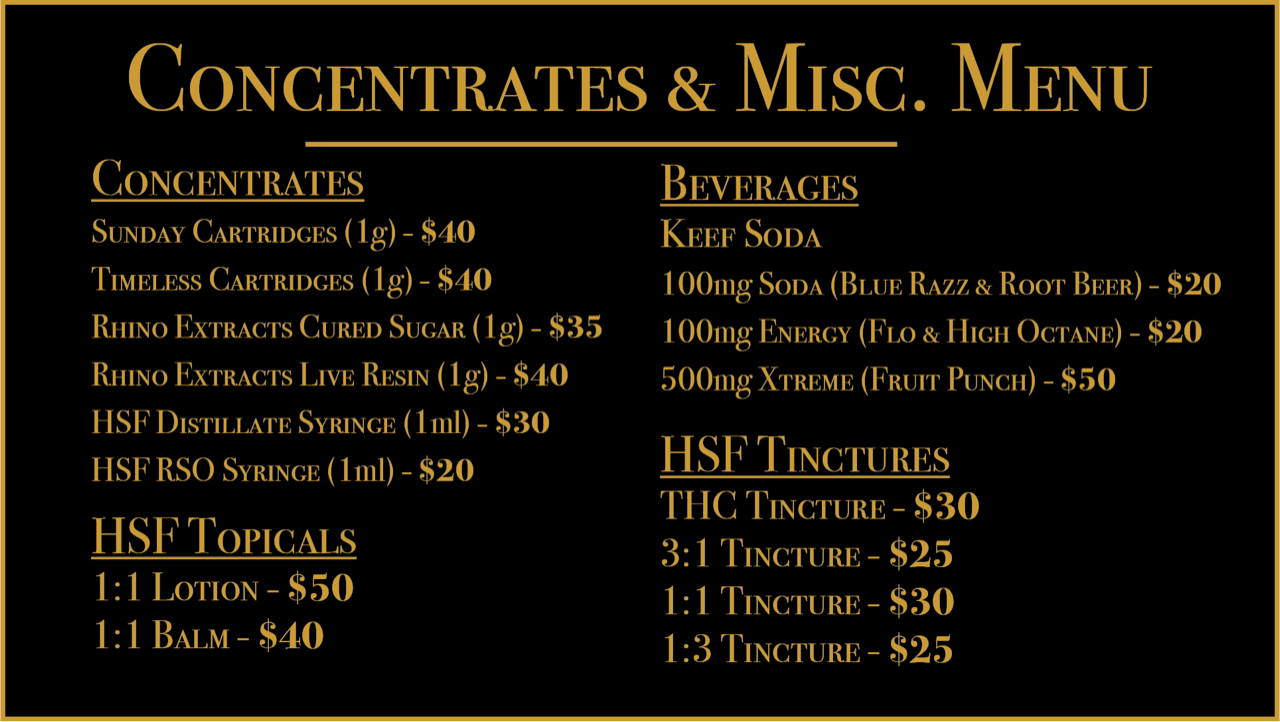 Concentrates & Misc. Menu
Concentrates
Sunday Cartridges (1g) - $40
Timeless Cartridges (1g) - $40
Rhino Extracts Cured Sugar (1g) - $35
Rhino Extracts Live Resin (1g) - $40
HSF Distillate Syringe (1ml) - $30
HSF RSO Syringe (1ml) - $20
HSF Topicals
1:1 Lotion - $50
1:1 Balm - $40
Beverages
Keef Soda
100mg Soda (Blue Razz & Root Beer) - $20
100mg Energy (Flo & High Octane) - $20
500mg Xtreme (Fruit Punch) - $50
HSF Tinctures
THC Tincture - $30
3:1 Tincture - $25
1:1 Tincture - $30
1:3 Tincture - $25